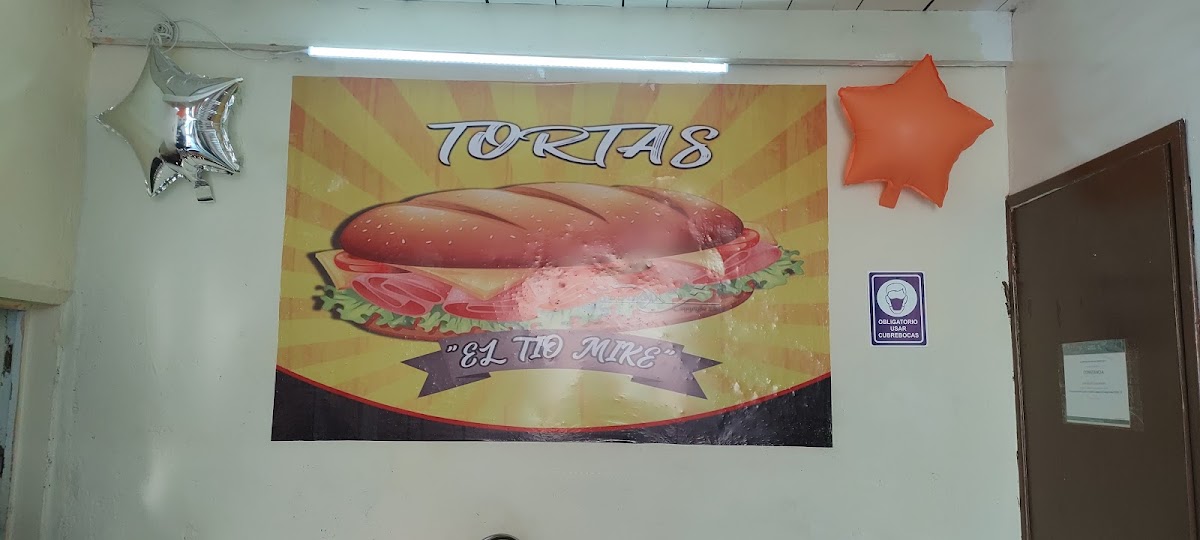 TORTAS
"EL TIO MIKE"
OBLIGATORIO
USAR
CUBREBOCAS